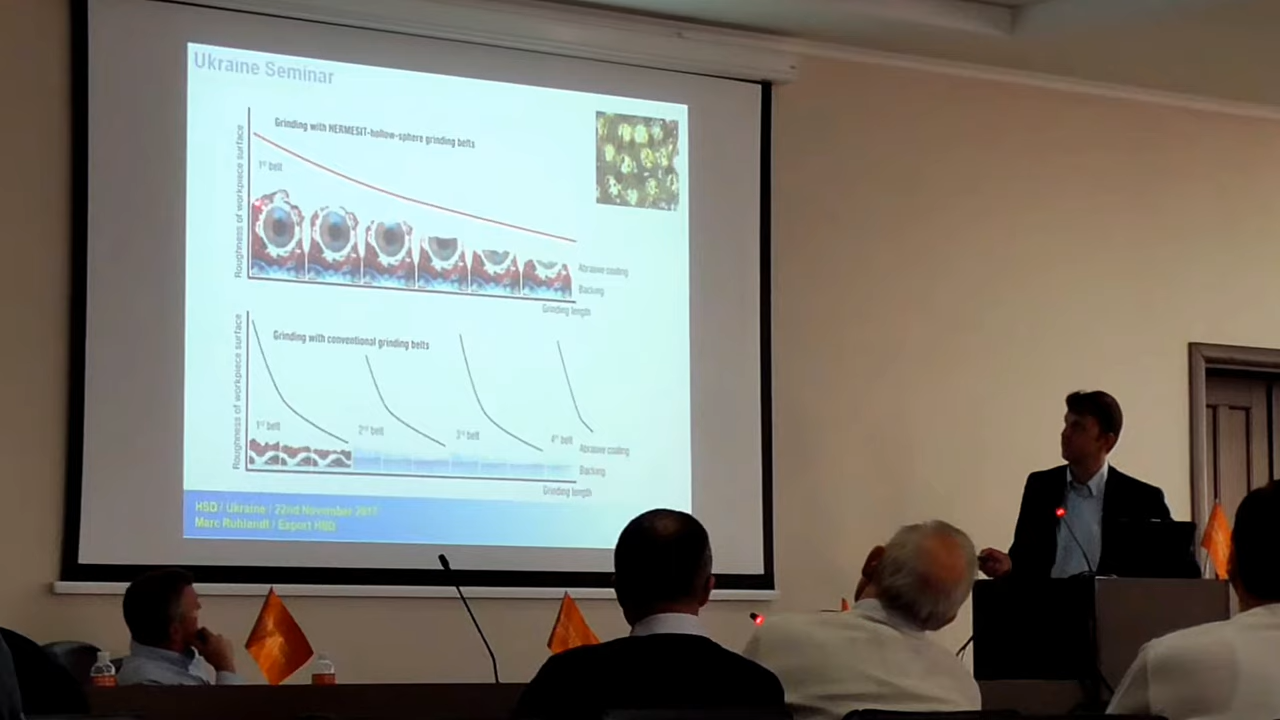 Ukraine Seminar
Grinding with HERMESIT-hollow-sphere grinding belts
Roughness of workpiece surface
1st belt
Abrasive coating
Backing
Grinding length
Grinding with conventional grinding belts
Roughness of workpiece surface
1st belt
2nd belt
3rd belt
4th belt
Abrasive coating
Backing
Grinding length
HSD / Ukraine / 22nd November 2017
Marc Ruhlandt / Export HSD